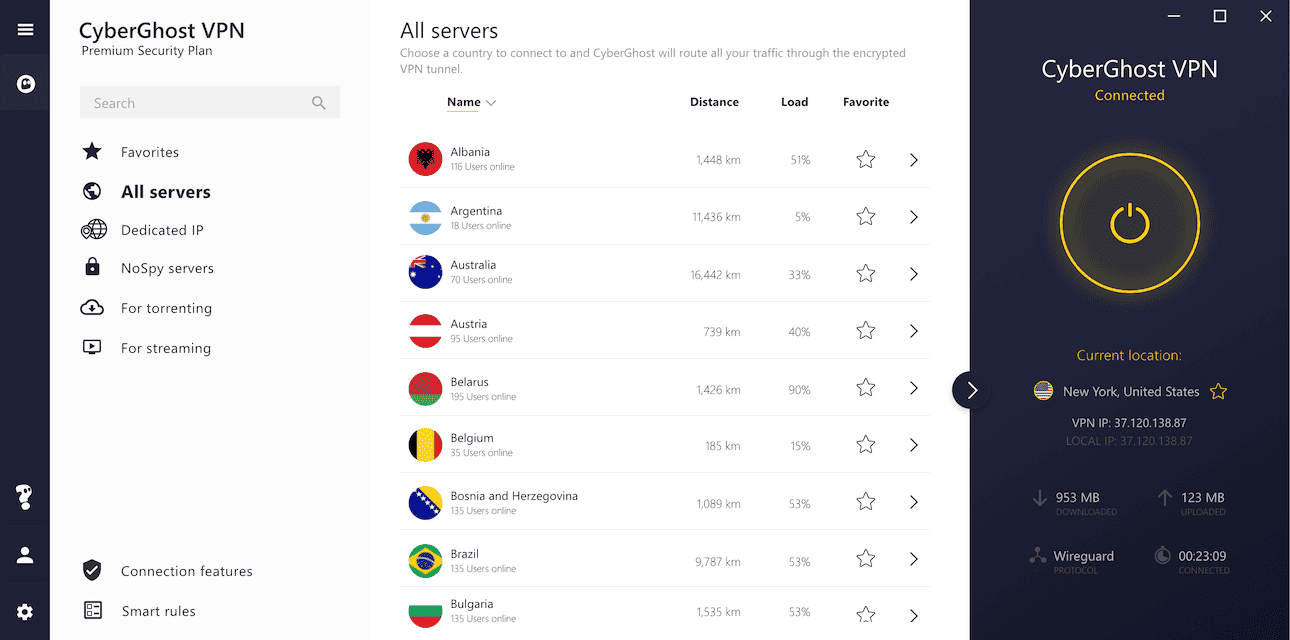 CyberGhost VPN
Premium Security Plan
Search
Favorites
All servers
Dedicated IP
NoSpy servers
For torrenting
For streaming
Connection features
Smart rules
All servers
Choose a country to connect to and CyberGhost will route all your traffic through the encrypted
VPN tunnel.
Name Distance Load Favorite
Albania
116 Users online
1,448 km 51%
Argentina
18 Users online
11,436 km 5%
Australia
70 Users online
16,442 km 33%
Austria
95 Users online
739 km 40%
Belarus
195 Users online
1,426 km 90%
Belgium
35 Users online
185 km 15%
Bosnia and Herzegovina
135 Users online
1,089 km 53%
Brazil
135 Users online
9,787 km 53%
Bulgaria
135 Users online
1,535 km 53%
CyberGhost VPN
Connected
Current location:
New York, United States
VPN IP: 37.120.138.87
LOCAL IP: 37.120.138.87
953 MB 123 MB
DOWNLOADED UPLOADED
Wireguard 00:23:09
PROTOCOL CONNECTED